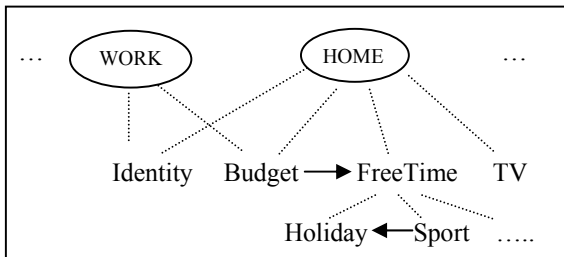 … WORK HOME …
Identity Budget FreeTime TV
Holiday Sport …..